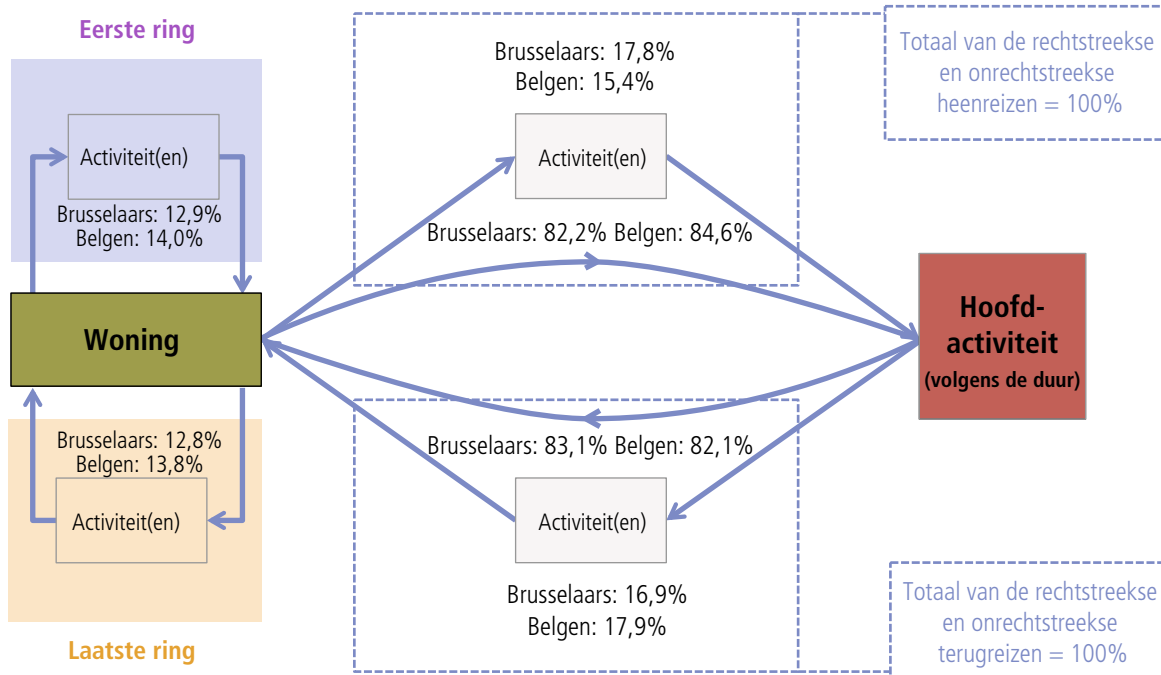 Eerste ring
Activiteit(en)
Brusselaars: 12,9%
Belgen: 14,0%
Brusselaars: 17,8%
Belgen: 15,4%
Activiteit(en)
Brusselaars: 82,2% Belgen: 84,6%
Totaal van de rechtstreekse
en onrechtstreekse
heenreizen = 100%
Woning
Hoofd-
activiteit
(volgens de duur)
Brusselaars: 12,8%
Belgen: 13,8%
Activiteit(en)
Laatste ring
Brusselaars: 83,1% Belgen: 82,1%
Activiteit(en)
Brusselaars: 16,9%
Belgen: 17,9%
Totaal van de rechtstreekse
en onrechtstreekse
terugreizen = 100%